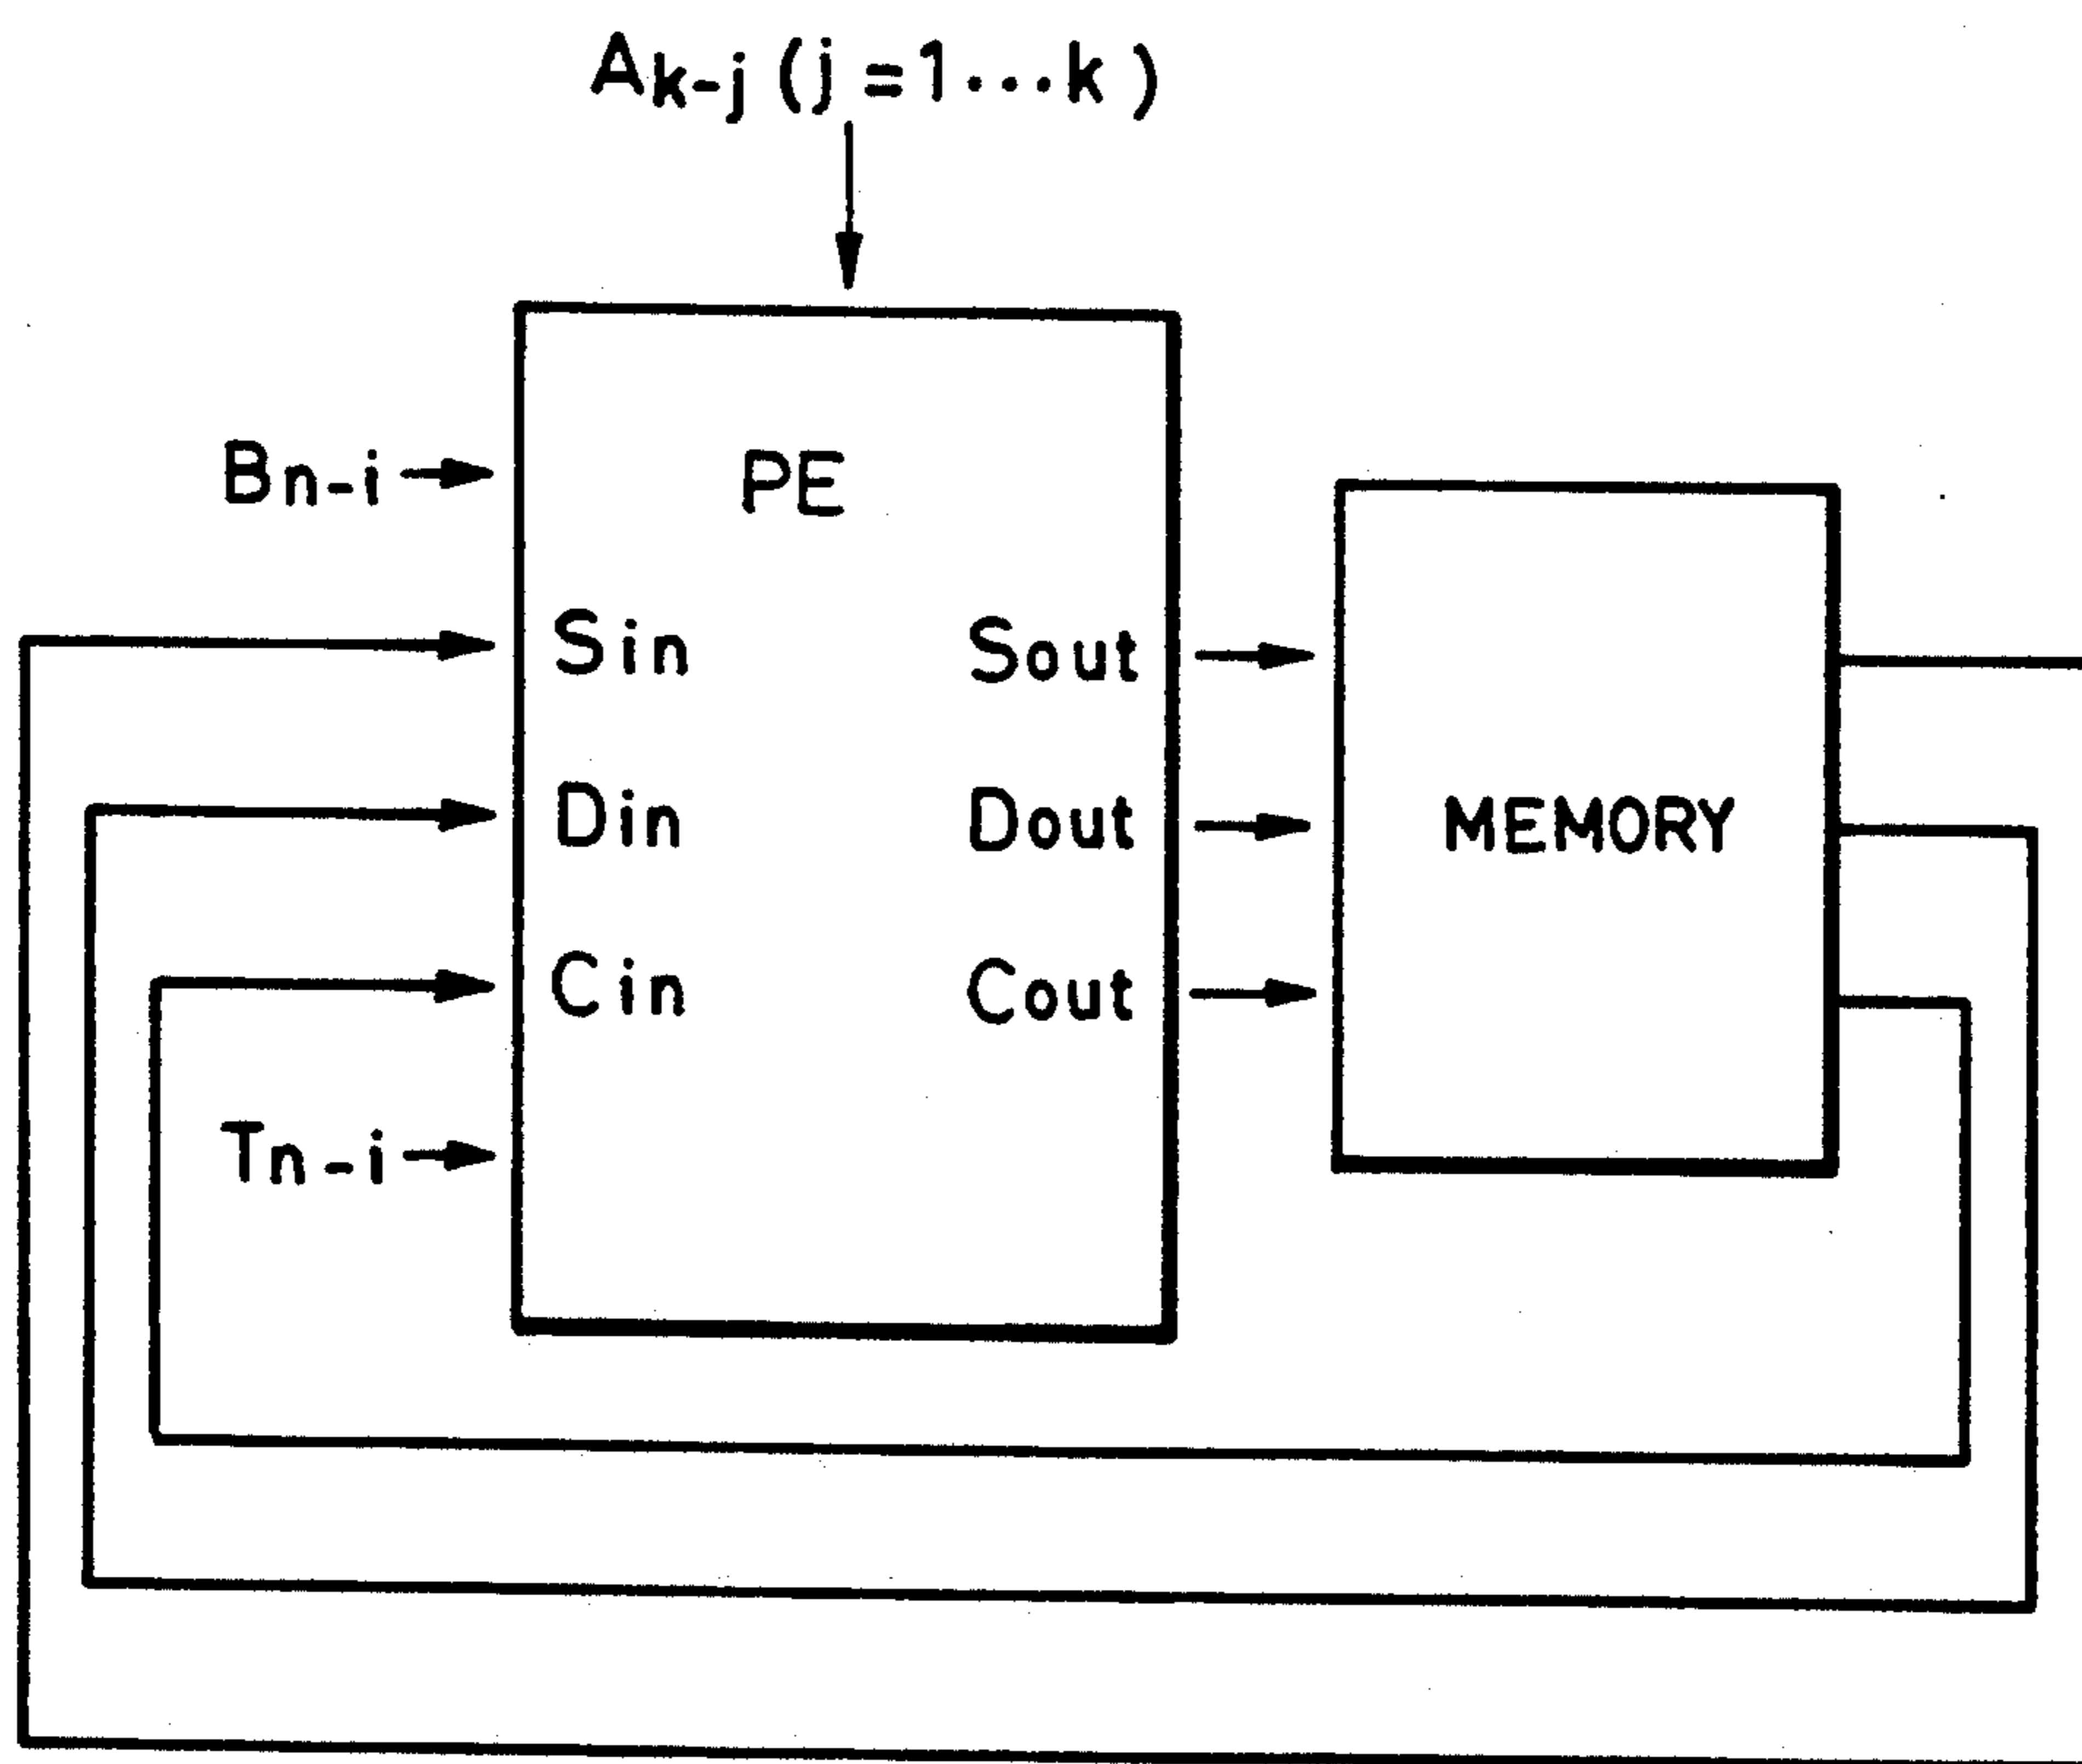 Ak-j (j=1...k)
Bn-i
PE
Sin
Sout
Din
Dout
MEMORY
Cin
Cout
Tn-i